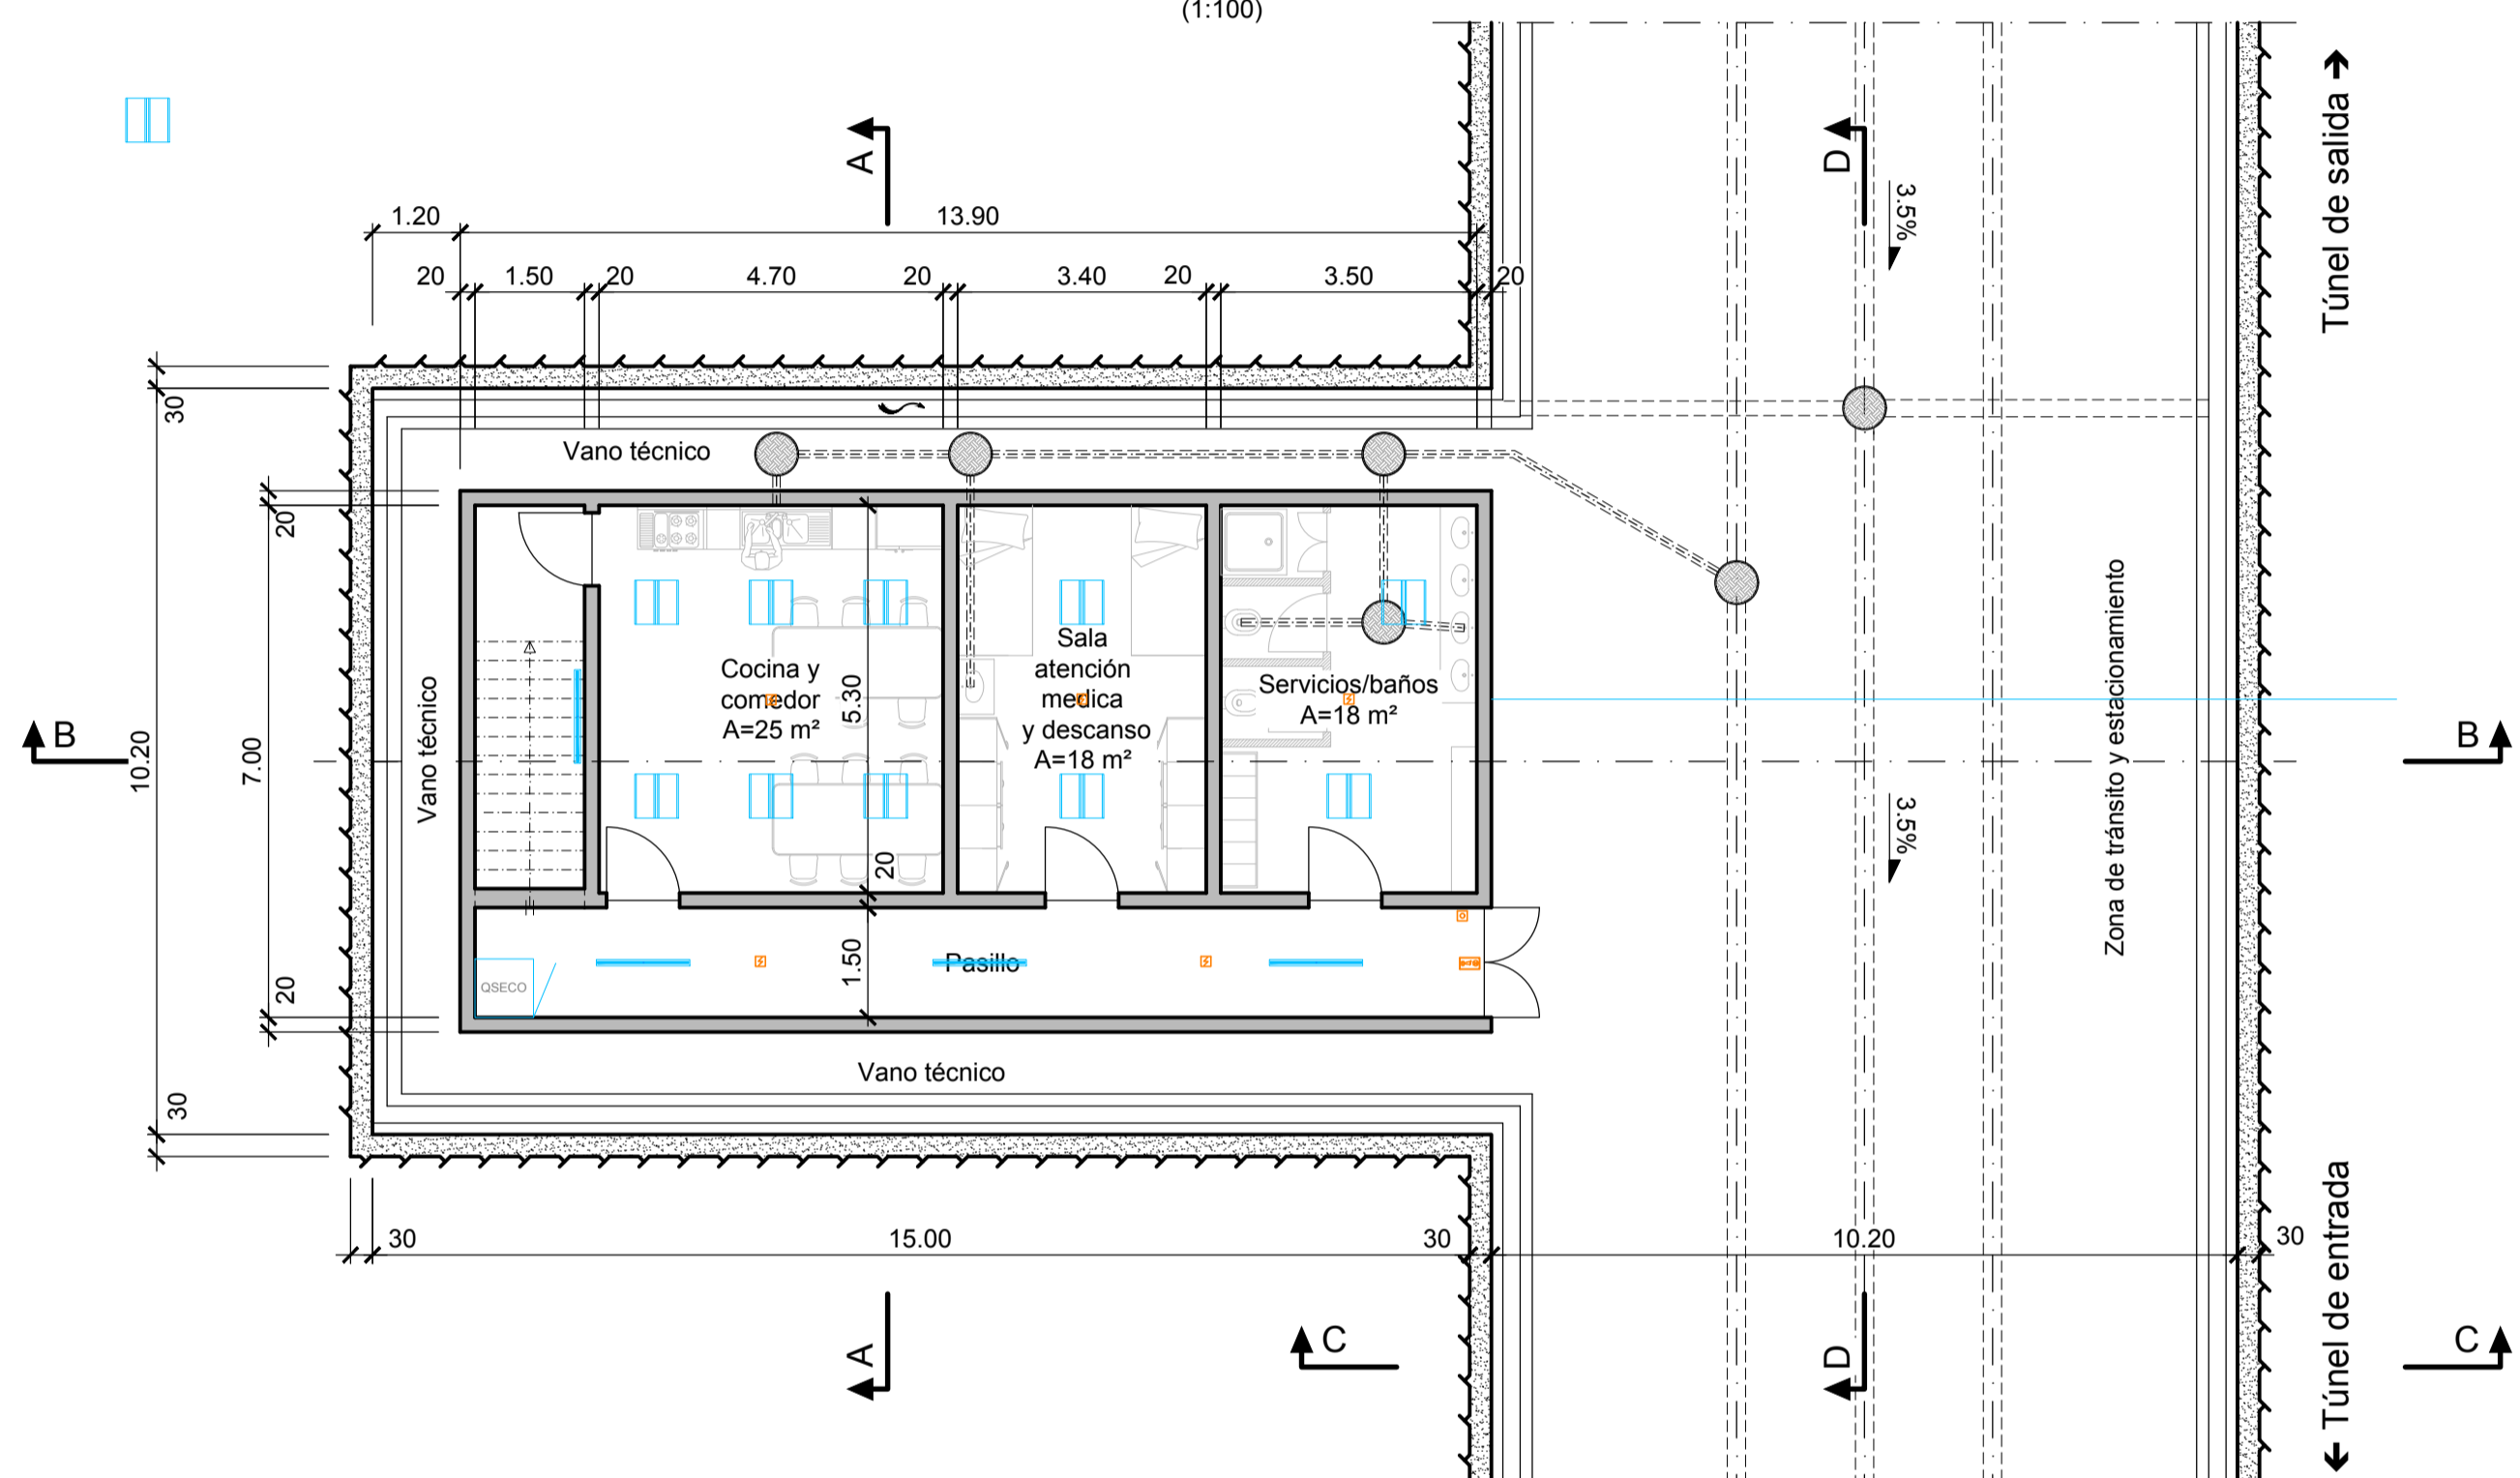 (1:100)
A
D
3.5%
Túnel de salida →
1.20
13.90
20
1.50
20
4.70
20
3.40
20
3.50
20
30
Vano técnico
20
Vano técnico
Cocina y
comedor
A=25 m²
5.30
Sala
atención
medica
y descanso
A=18 m²
Servicios/baños
A=18 m²
Zona de tránsito y estacionamiento
B
B
10.20
7.00
3.5%
20
20
1.50
Pasillo
QSECO
30
Vano técnico
30
15.00
30
10.20
30
← Túnel de entrada
A
C
D
C